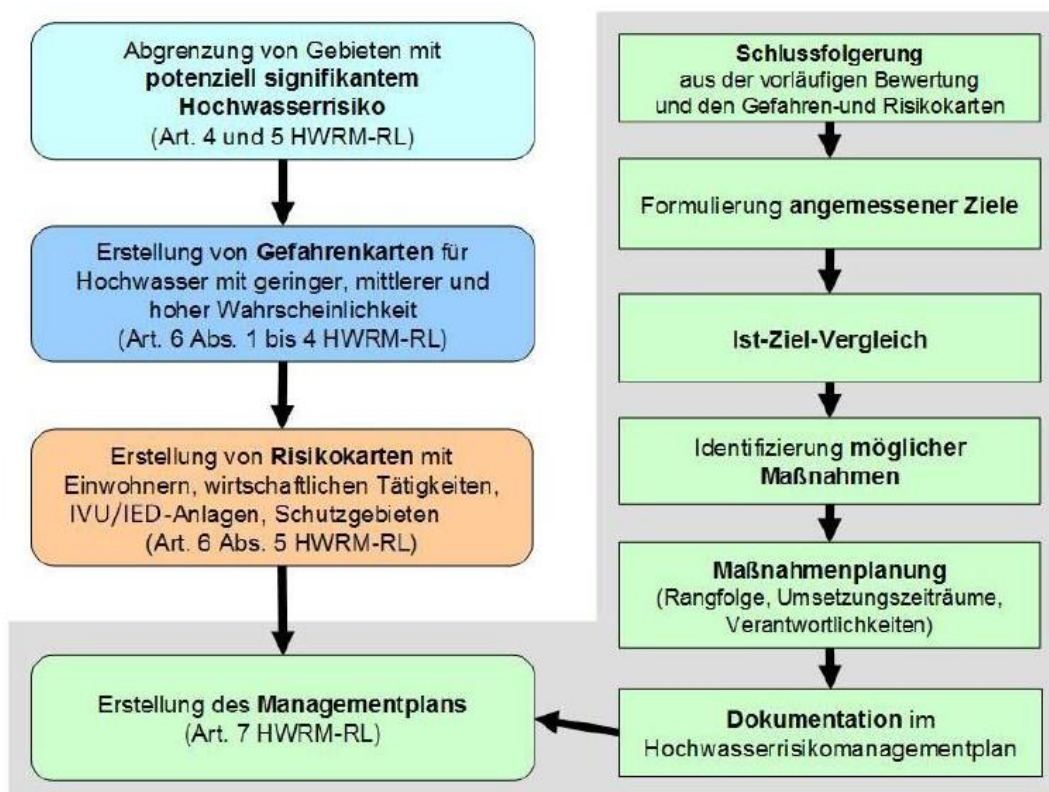 Abgrenzung von Gebieten mit
potenziell signifikantem
Hochwasserrisiko
(Art. 4 und 5 HWRM-RL)
Erstellung von Gefahrenkarten für
Hochwasser mit geringer, mittlerer und
hoher Wahrscheinlichkeit
(Art. 6 Abs. 1 bis 4 HWRM-RL)
Erstellung von Risikokarten mit
Einwohnern, wirtschaftlichen Tätigkeiten,
IVU/IED-Anlagen, Schutzgebieten
(Art. 6 Abs. 5 HWRM-RL)
Erstellung des Managementplans
(Art. 7 HWRM-RL)
Schlussfolgerung
aus der vorläufigen Bewertung
und den Gefahren-und Risikokarten
Formulierung angemessener Ziele
Ist-Ziel-Vergleich
Identifizierung möglicher
Maßnahmen
Maßnahmenplanung
(Rangfolge, Umsetzungszeiträume,
Verantwortlichkeiten)
Dokumentation im
Hochwasserrisikomanagementplan